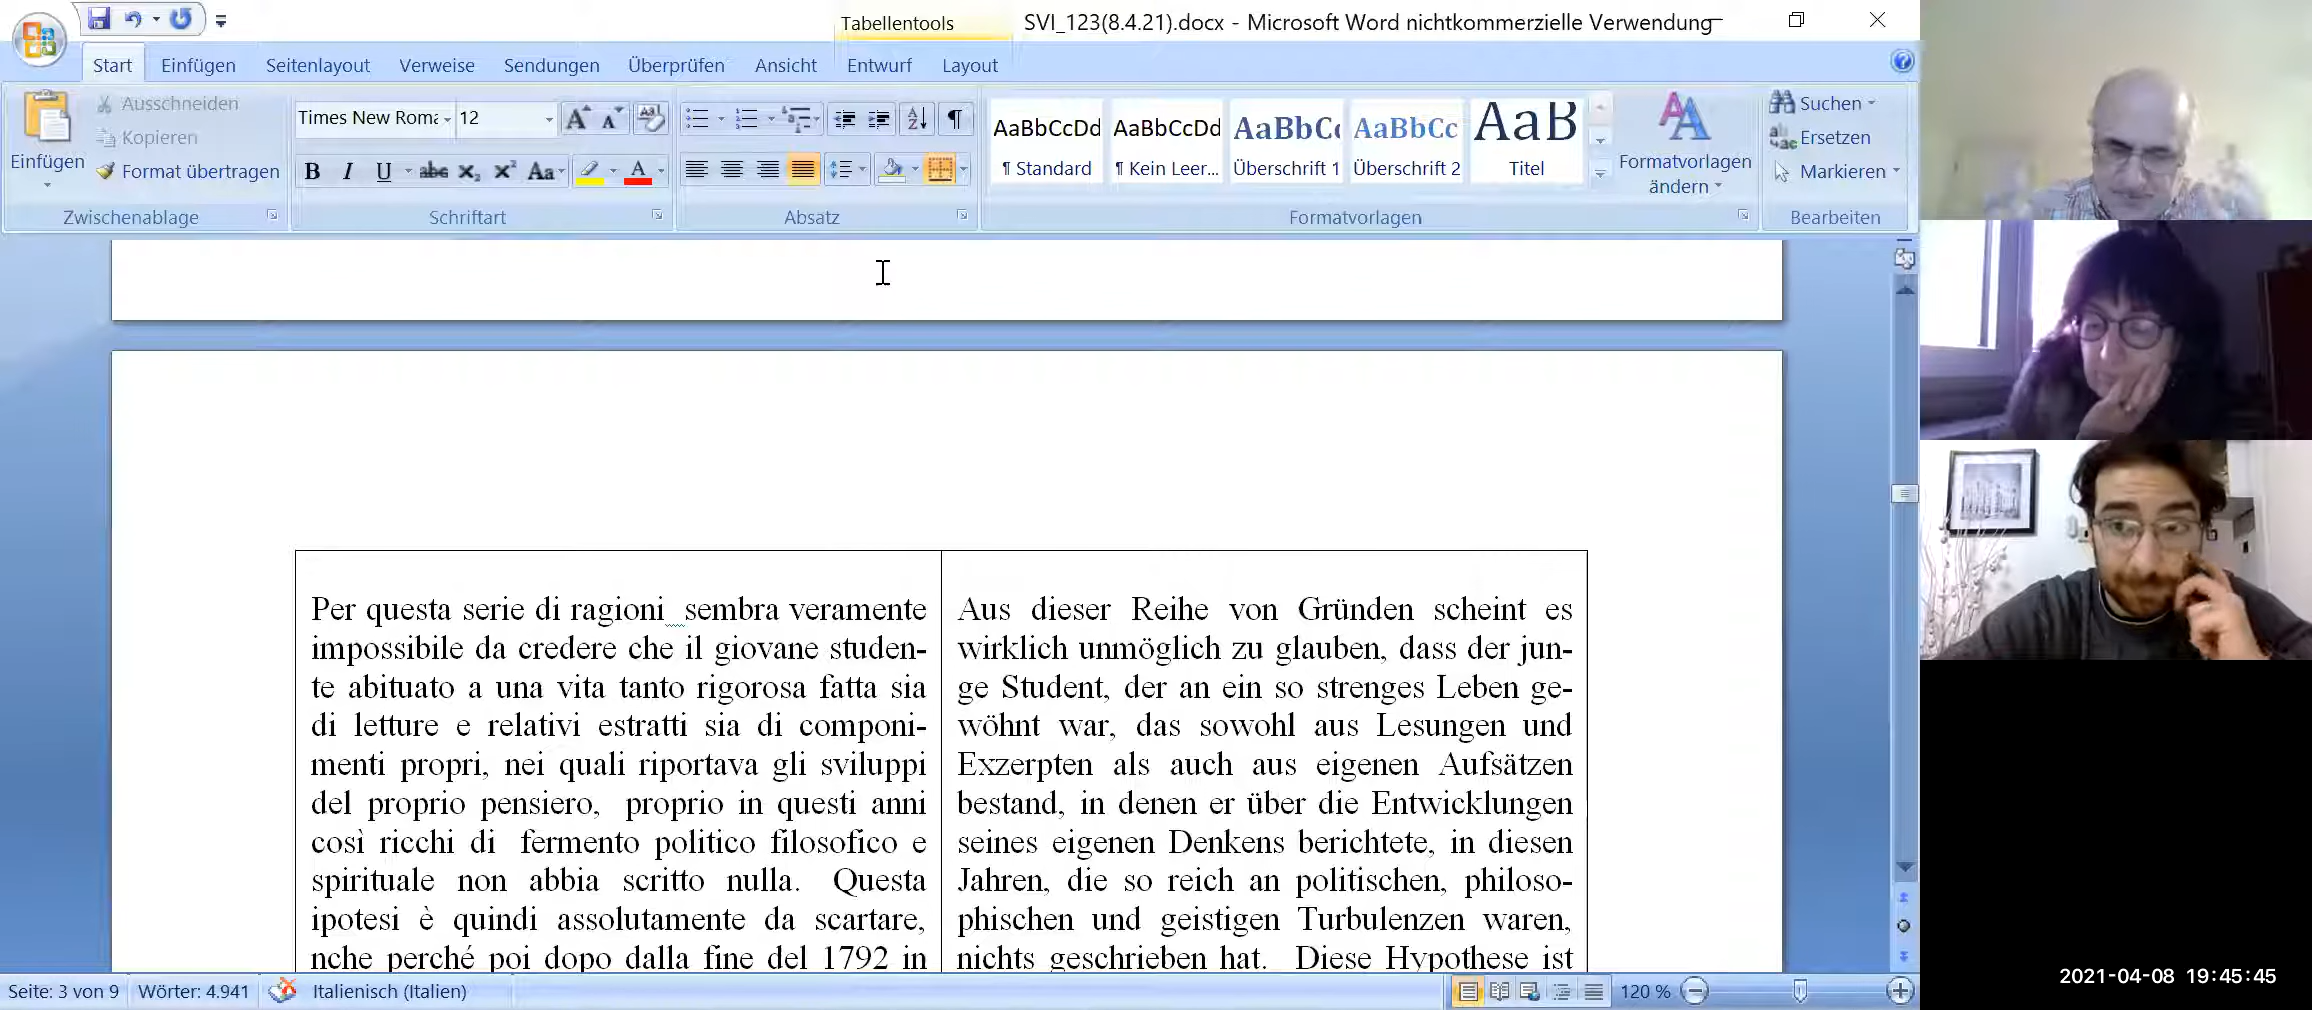 Tabellentools
SVI_123(8.4.21).docx - Microsoft Word nichtkommerzielle Verwendung
Start Einfügen Seitenlayout Verweise Sendungen Überprüfen Ansicht Entwurf Layout
Einfügen
Ausschneiden
Kopieren
Format übertragen
Zwischenablage
Times New Roma 12
Schriftart
Absatz
AaBbCcDd AaBbCcDd AaBbCc AaBbCc AaB
¶ Standard ¶ Kein Leer... Überschrift 1 Überschrift 2 Titel
Formatvorlagen
ändern
Formatvorlagen
Suchen
Ersetzen
Markieren
Bearbeiten
Per questa serie di ragioni sembra veramente
impossibile da credere che il giovane studen-
te abituato a una vita tanto rigorosa fatta sia
di letture e relativi estratti sia di componi-
menti propri, nei quali riportava gli sviluppi
del proprio pensiero, proprio in questi anni
così ricchi di fermento politico filosofico e
spirituale non abbia scritto nulla. Questa
ipotesi è quindi assolutamente da scartare,
nche perché poi dopo dalla fine del 1792 in
Aus dieser Reihe von Gründen scheint es
wirklich unmöglich zu glauben, dass der jun-
ge Student, der an ein so strenges Leben ge-
wöhnt war, das sowohl aus Lesungen und
Exzerpten als auch aus eigenen Aufsätzen
bestand, in denen er über die Entwicklungen
seines eigenen Denkens berichtete, in diesen
Jahren, die so reich an politischen, philoso-
phischen und geistigen Turbulenzen waren,
nichts geschrieben hat. Diese Hypothese ist
Seite: 3 von 9 Wörter: 4.941 Italienisch (Italien)
120 %
2021-04-08 19:45:45